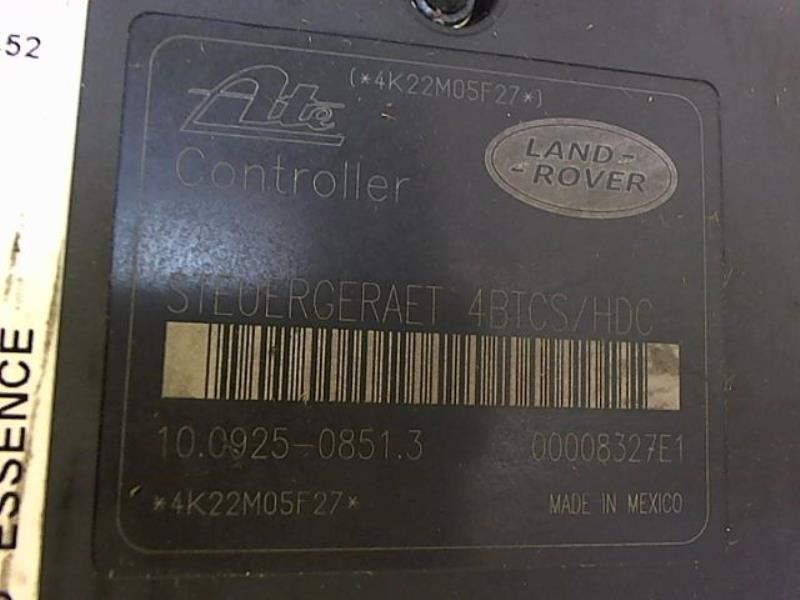 52
(*4K22M05F27*)
Ate
LAND-
-ROVER
Controller
STEUERGERAET 4BTCS/HDC
10.0925-0851.3 00008327E1
*4K22M05F27* MADE IN MEXICO
ESSENCE